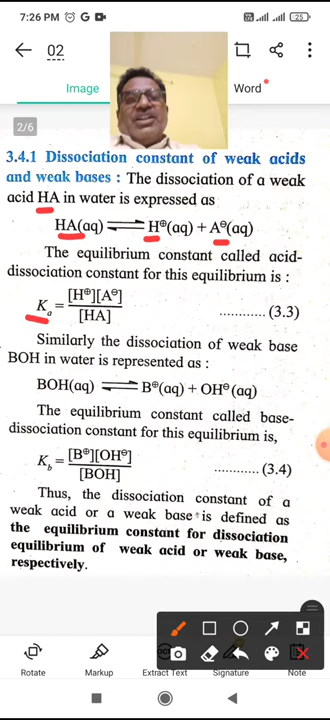 7:26 PM G
25
02
Image Word
2/6
3.4.1 Dissociation constant of weak acids
and weak bases : The dissociation of a weak
acid HA in water is expressed as
HA(aq) ⇌ H⊕(aq) + A⊖(aq)
The equilibrium constant called acid-
dissociation constant for this equilibrium is :
Kₐ = [H⊕][A⊖] / [HA] ............ (3.3)
Similarly the dissociation of weak base
BOH in water is represented as :
BOH(aq) ⇌ B⊕(aq) + OH⊖(aq)
The equilibrium constant called base-
dissociation constant for this equilibrium is,
K_b = [B⊕][OH⊖] / [BOH] ........... (3.4)
Thus, the dissociation constant of a
weak acid or a weak base is defined as
the equilibrium constant for dissociation
equilibrium of weak acid or weak base,
respectively.
Rotate Markup Extract Text Signature Note